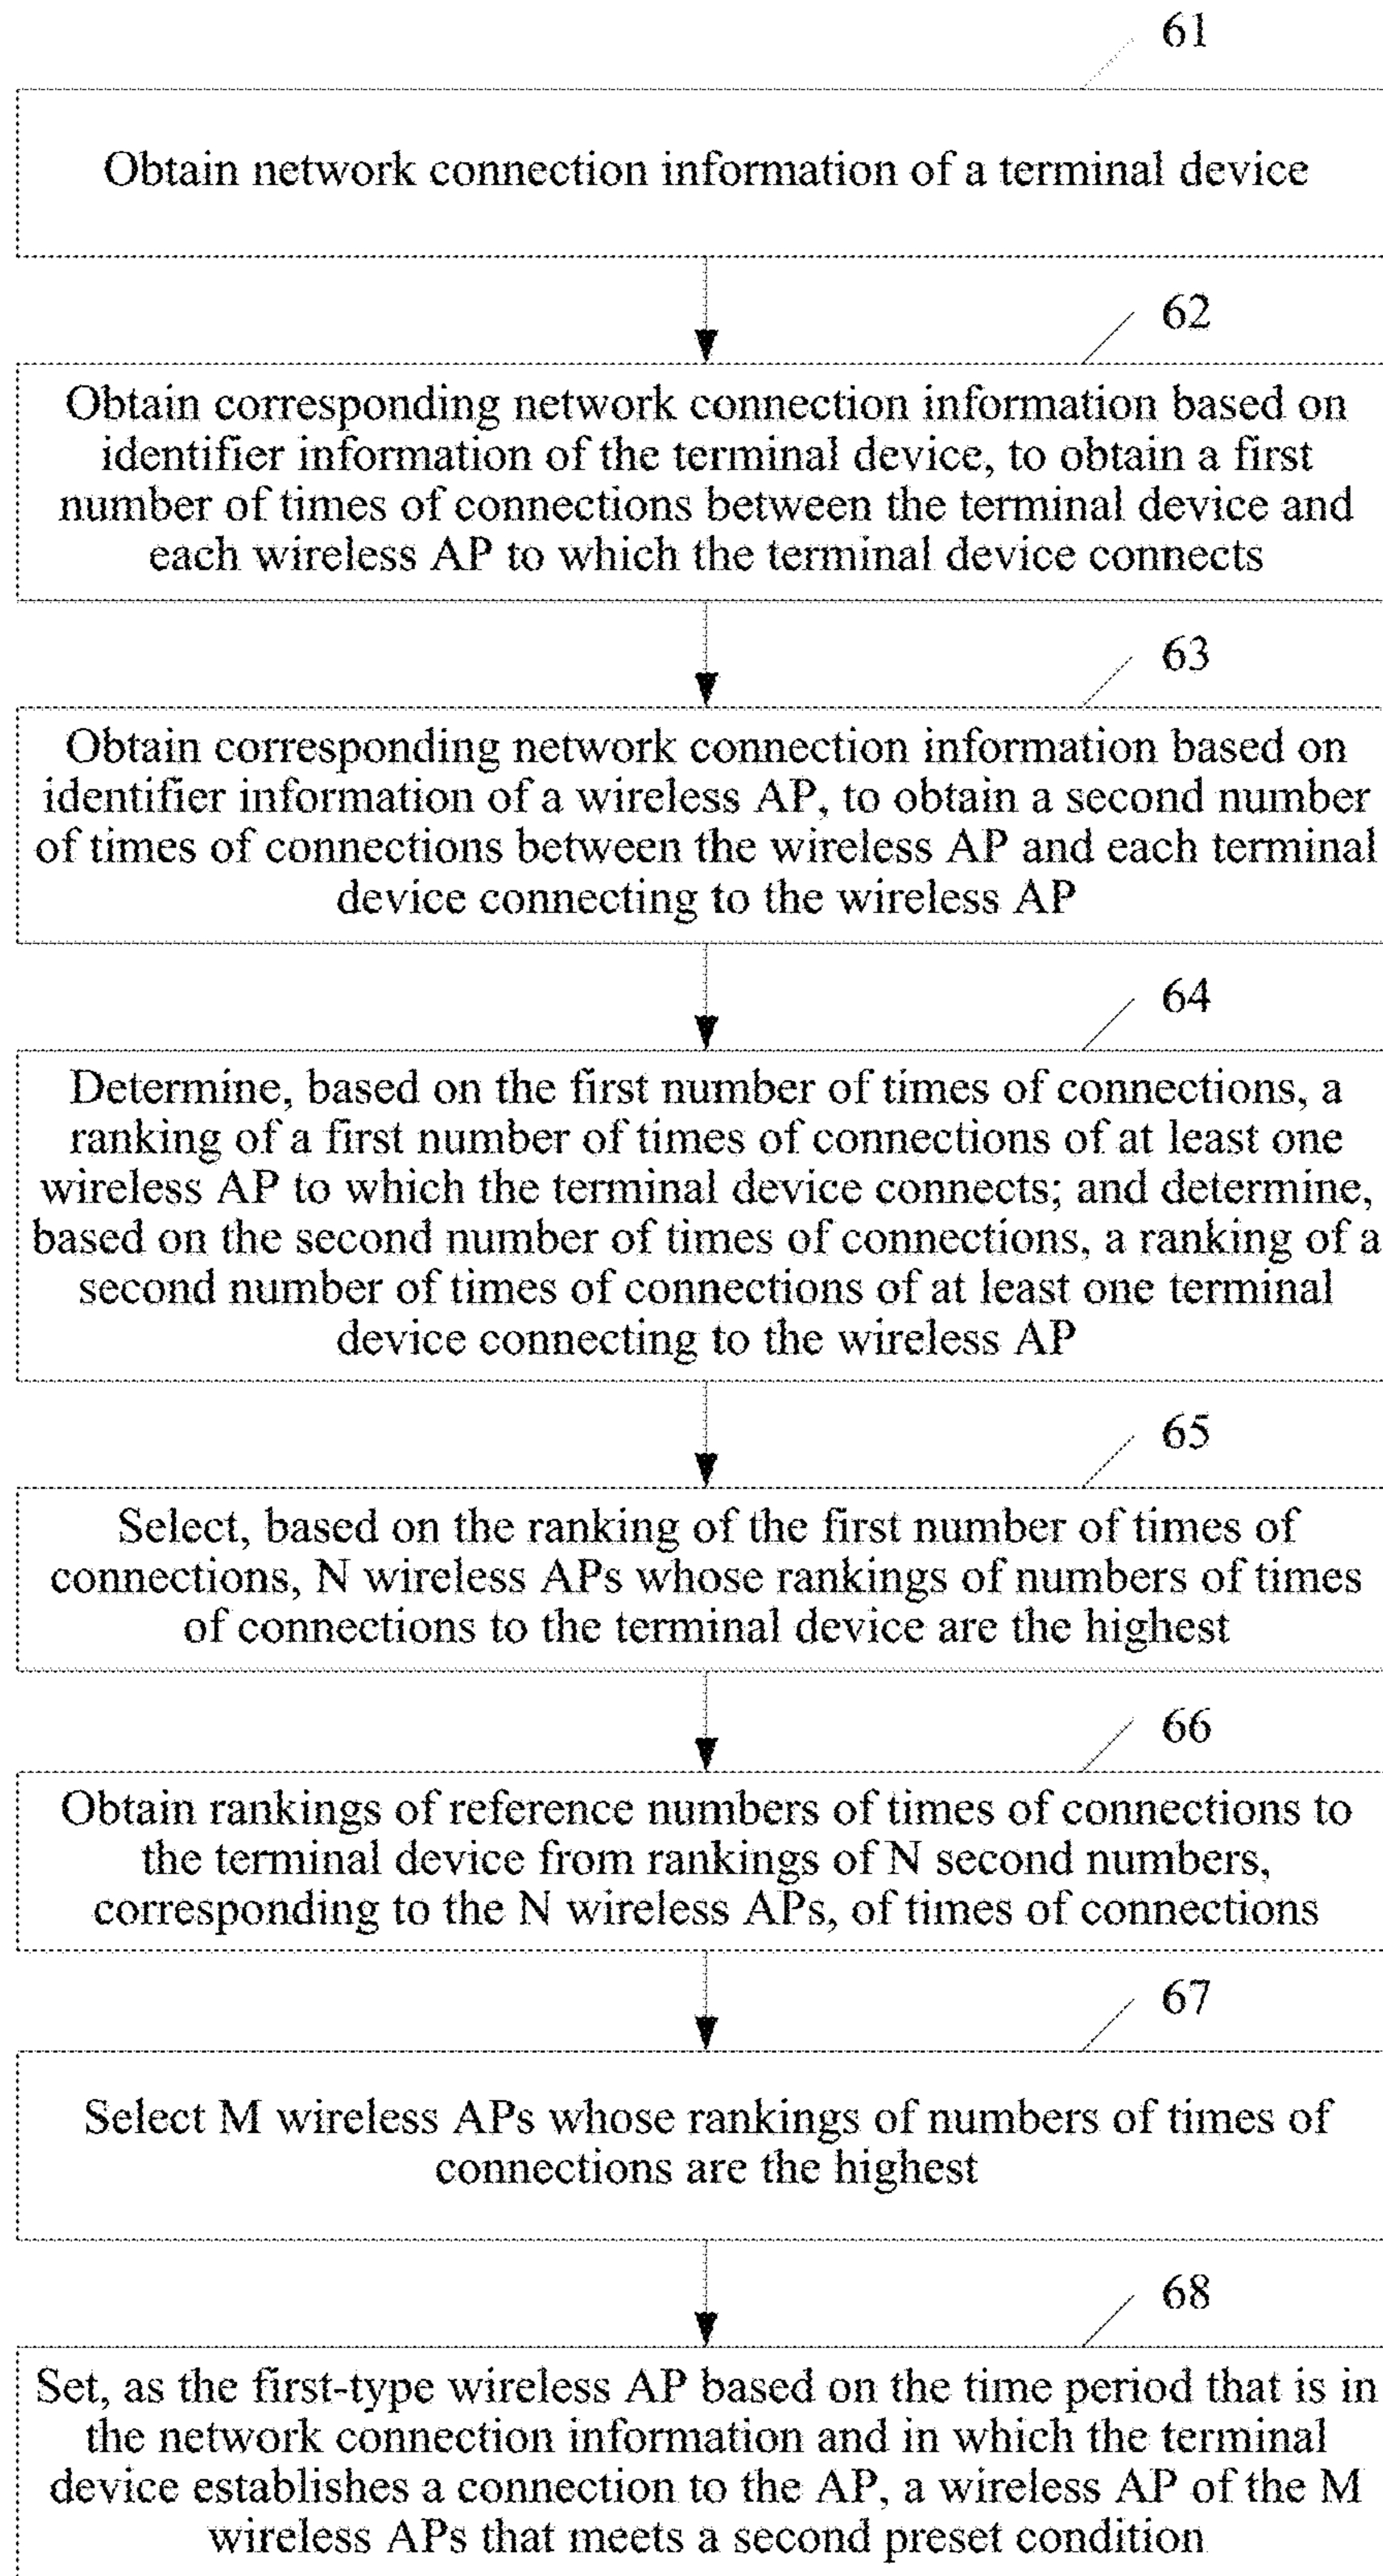 61
Obtain network connection information of a terminal device
62
Obtain corresponding network connection information based on
identifier information of the terminal device, to obtain a first
number of times of connections between the terminal device and
each wireless AP to which the terminal device connects
63
Obtain corresponding network connection information based on
identifier information of a wireless AP, to obtain a second number
of times of connections between the wireless AP and each terminal
device connecting to the wireless AP
64
Determine, based on the first number of times of connections, a
ranking of a first number of times of connections of at least one
wireless AP to which the terminal device connects; and determine,
based on the second number of times of connections, a ranking of a
second number of times of connections of at least one terminal
device connecting to the wireless AP
65
Select, based on the ranking of the first number of times of
connections, N wireless APs whose rankings of numbers of times
of connections to the terminal device are the highest
66
Obtain rankings of reference numbers of times of connections to
the terminal device from rankings of N second numbers,
corresponding to the N wireless APs, of times of connections
67
Select M wireless APs whose rankings of numbers of times of
connections are the highest
68
Set, as the first-type wireless AP based on the time period that is in
the network connection information and in which the terminal
device establishes a connection to the AP, a wireless AP of the M
wireless APs that meets a second preset condition